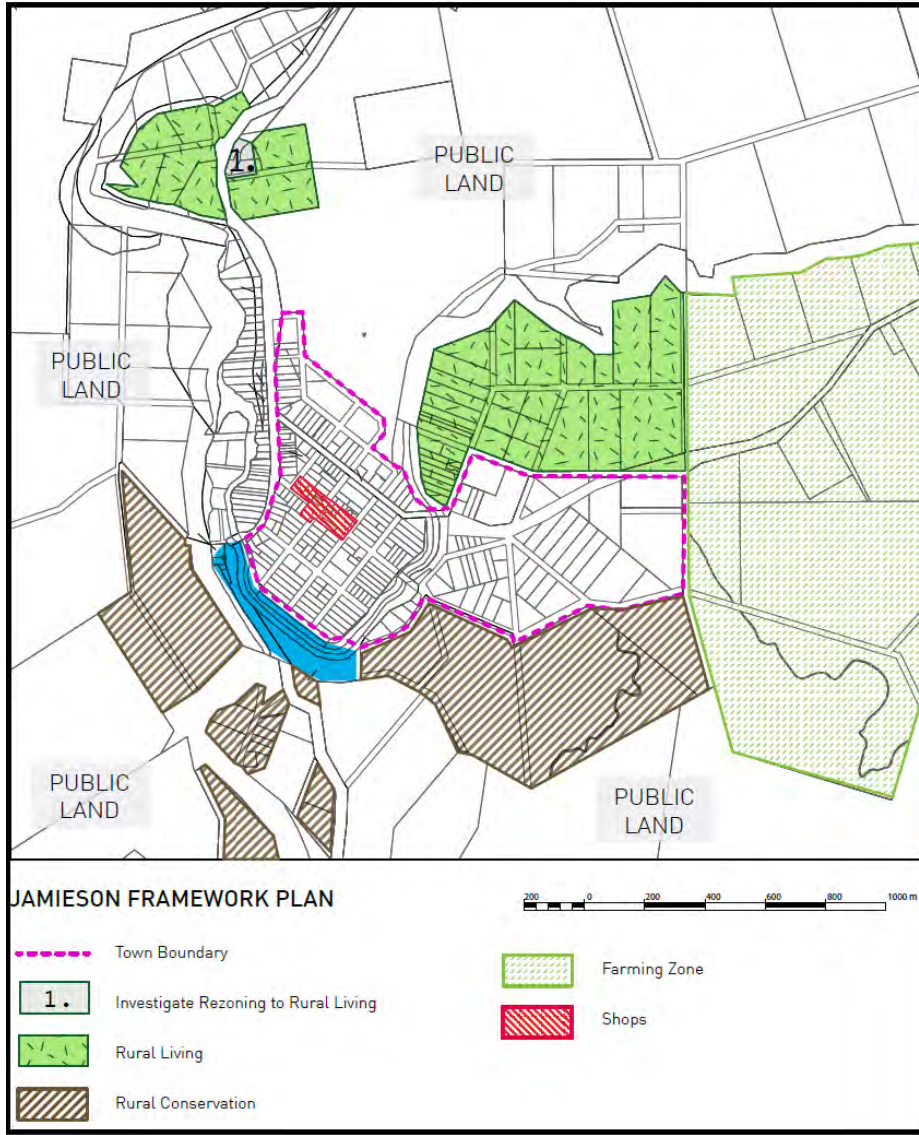 1.
PUBLIC
LAND
PUBLIC
LAND
PUBLIC
LAND
PUBLIC
LAND
JAMIESON FRAMEWORK PLAN
200 0 200 400 600 800 1000 m
Town Boundary
1. Investigate Rezoning to Rural Living
Rural Living
Rural Conservation
Farming Zone
Shops